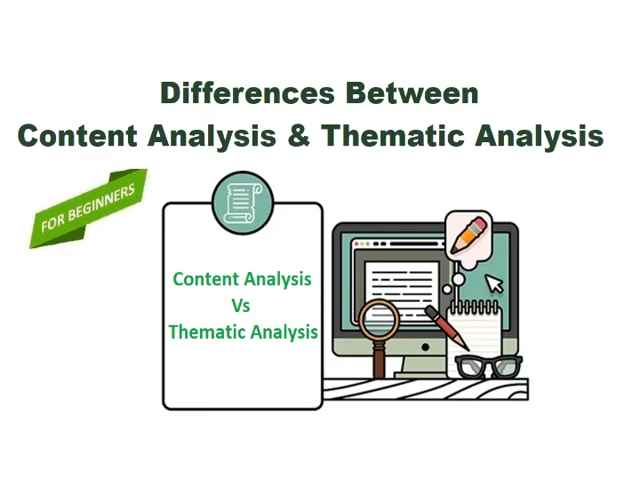 Differences Between
Content Analysis & Thematic Analysis
FOR BEGINNERS
Content Analysis
Vs
Thematic Analysis